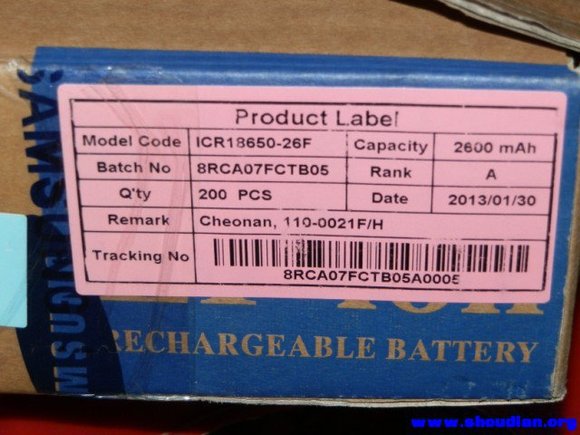 SAMSUNG
Product Label
Model Code ICR18650-26F Capacity 2600 mAh
Batch No 8RCA07FCTB05 Rank A
Q'ty 200 PCS Date 2013/01/30
Remark Cheonan, 110-0021F/H
Tracking No
8RCA07FCTB05A0005
RECHARGEABLE BATTERY
www.shoudian.org